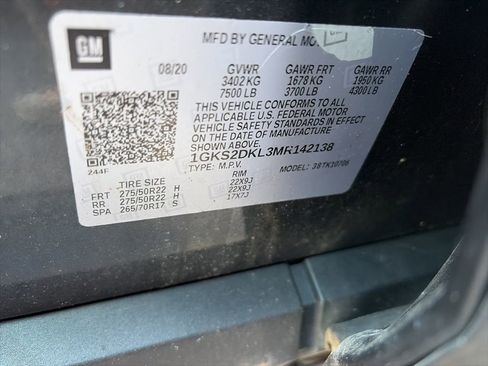 GM
MFD BY GENERAL MOTORS
08/20 GVWR GAWR FRT GAWR RR
3402 KG 1678 KG 1950 KG
7500 LB 3700 LB 4300 LB
THIS VEHICLE CONFORMS TO ALL
APPLICABLE U.S. FEDERAL MOTOR
VEHICLE SAFETY STANDARDS IN EFFECT
ON THE DATE OF MANUFACTURE SHOWN ABOVE.
1GKS2DKL3MR142138
TYPE: M.P.V. MODEL: 38TK10706
244F
TIRE SIZE RIM
FRT 275/50R22 H 22X9J
RR 275/50R22 H 22X9J
SPA 265/70R17 S 17X7J